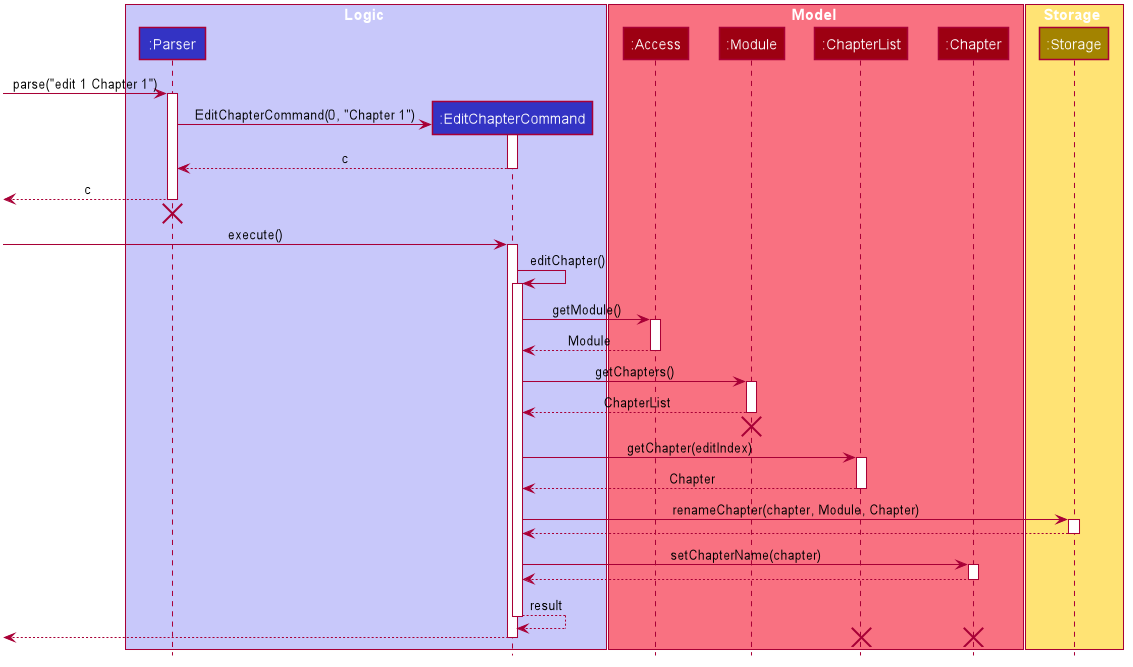 Logic
Model
Storage
:Parser
:Access
:Module
:ChapterList
:Chapter
:Storage
parse("edit 1 Chapter 1")
EditChapterCommand(0, "Chapter 1")
:EditChapterCommand
c
c
execute()
editChapter()
getModule()
Module
getChapters()
ChapterList
getChapter(editIndex)
Chapter
renameChapter(chapter, Module, Chapter)
setChapterName(chapter)
result